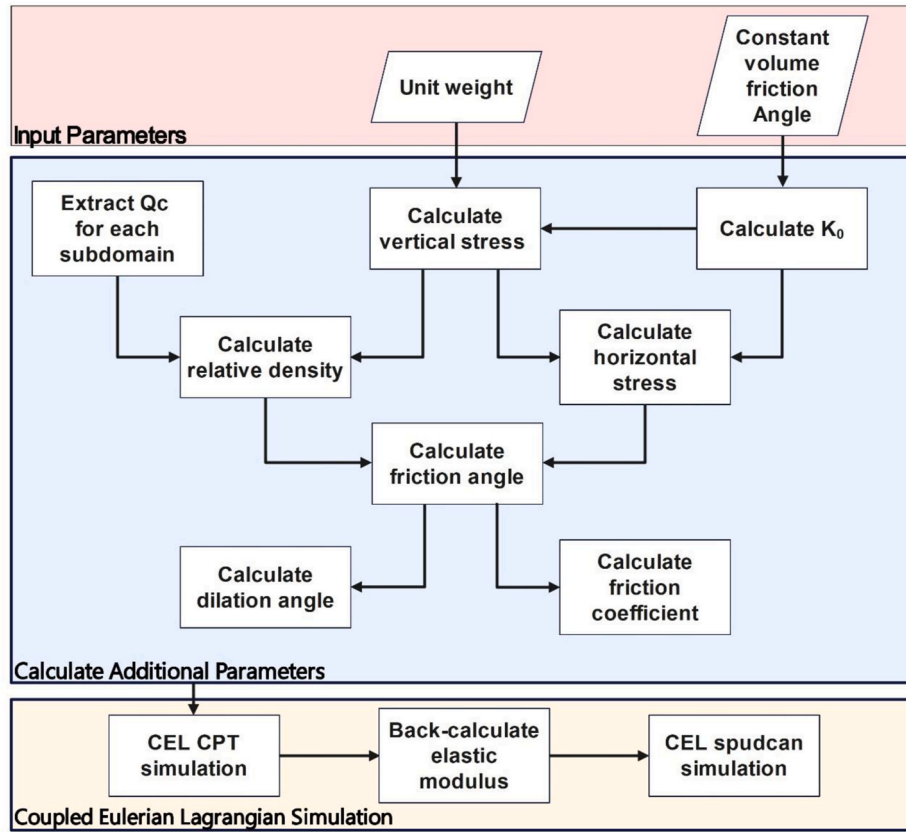 Constant
volume
friction
Angle
Unit weight
Input Parameters
Extract Qc
for each
subdomain
Calculate
vertical stress
Calculate K₀
Calculate
relative density
Calculate
horizontal
stress
Calculate
friction angle
Calculate
dilation angle
Calculate
friction
coefficient
Calculate Additional Parameters
CEL CPT
simulation
Back-calculate
elastic
modulus
CEL spudcan
simulation
Coupled Eulerian Lagrangian Simulation